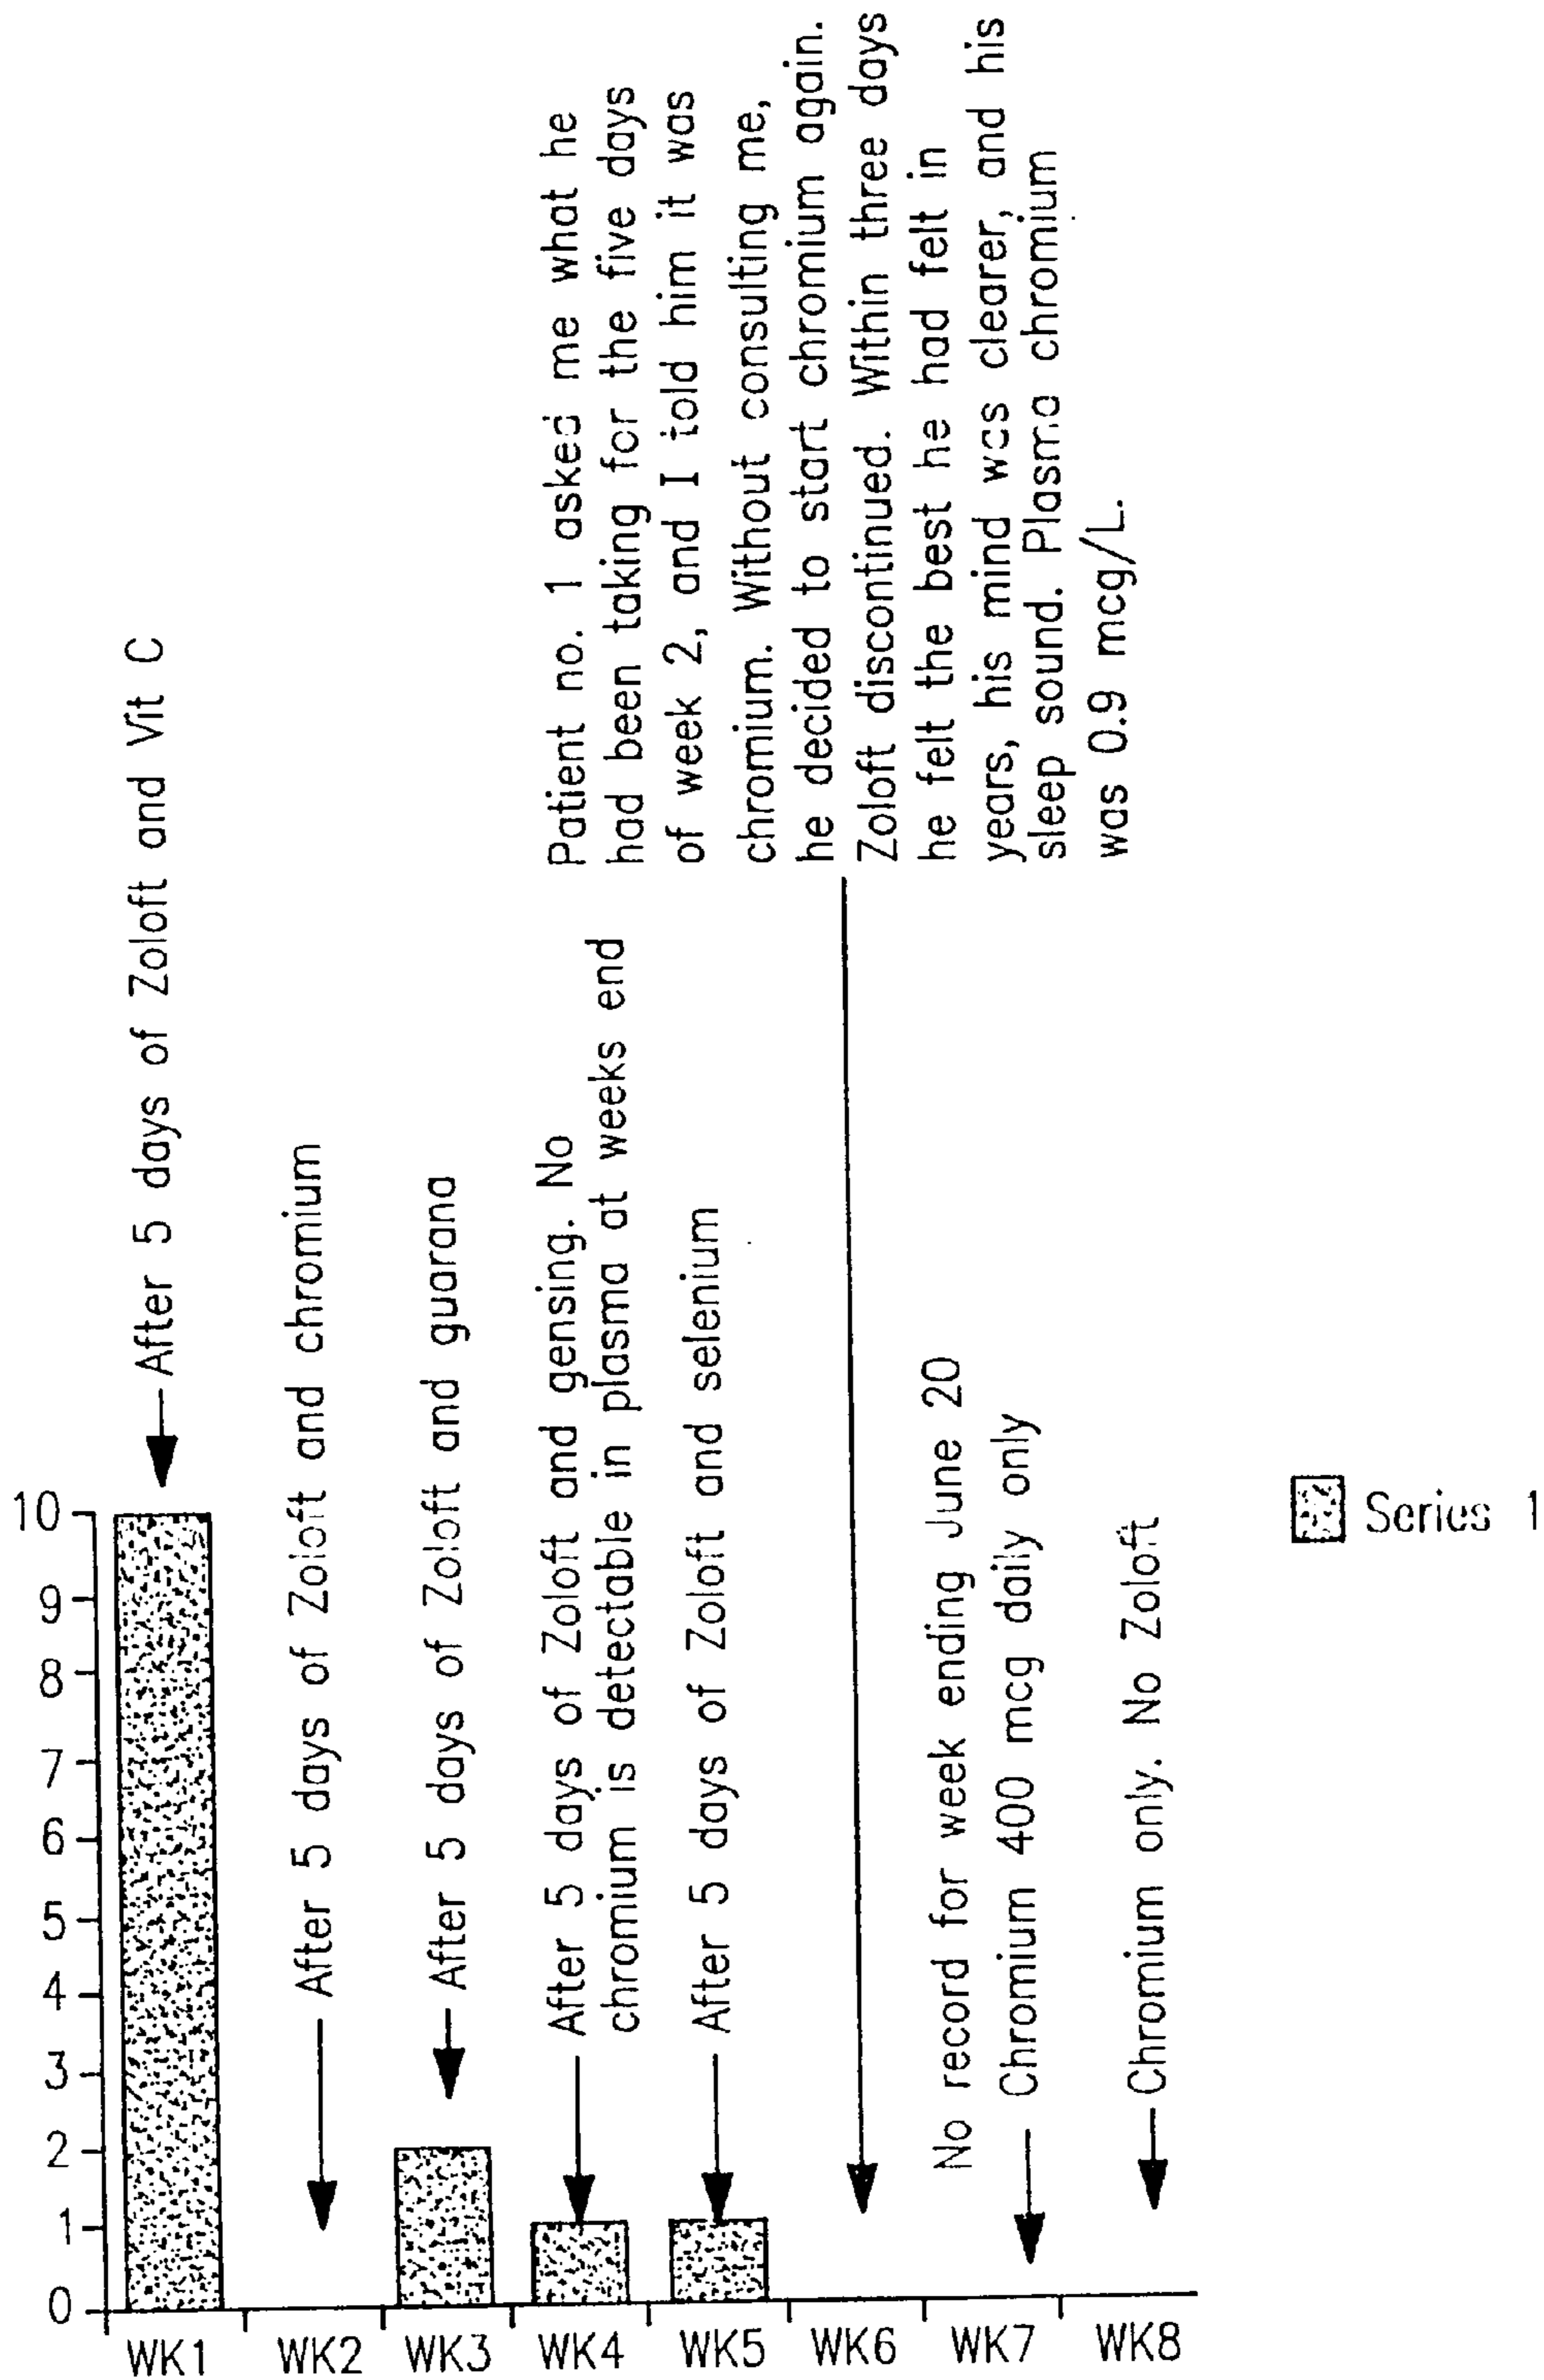 After 5 days of Zoloft and Vit C
After 5 days of Zoloft and chromium
After 5 days of Zoloft and guarana
After 5 days of Zoloft and gensing. No
chromium is detectable in plasma at weeks end
After 5 days of Zoloft and selenium
Patient no. 1 asked me what he
had been taking for the five days
of week 2, and I told him it was
chromium. Without consulting me,
he decided to start chromium again.
Zoloft discontinued. Within three days
he felt the best he had felt in
years, his mind was clearer, and his
sleep sound. Plasma chromium
was 0.9 mcg/L.
No record for week ending June 20
Chromium 400 mcg daily only
Chromium only. No Zoloft
10
9
8
7
6
5
4
3
2
1
0
WK1 WK2 WK3 WK4 WK5 WK6 WK7 WK8
Series 1